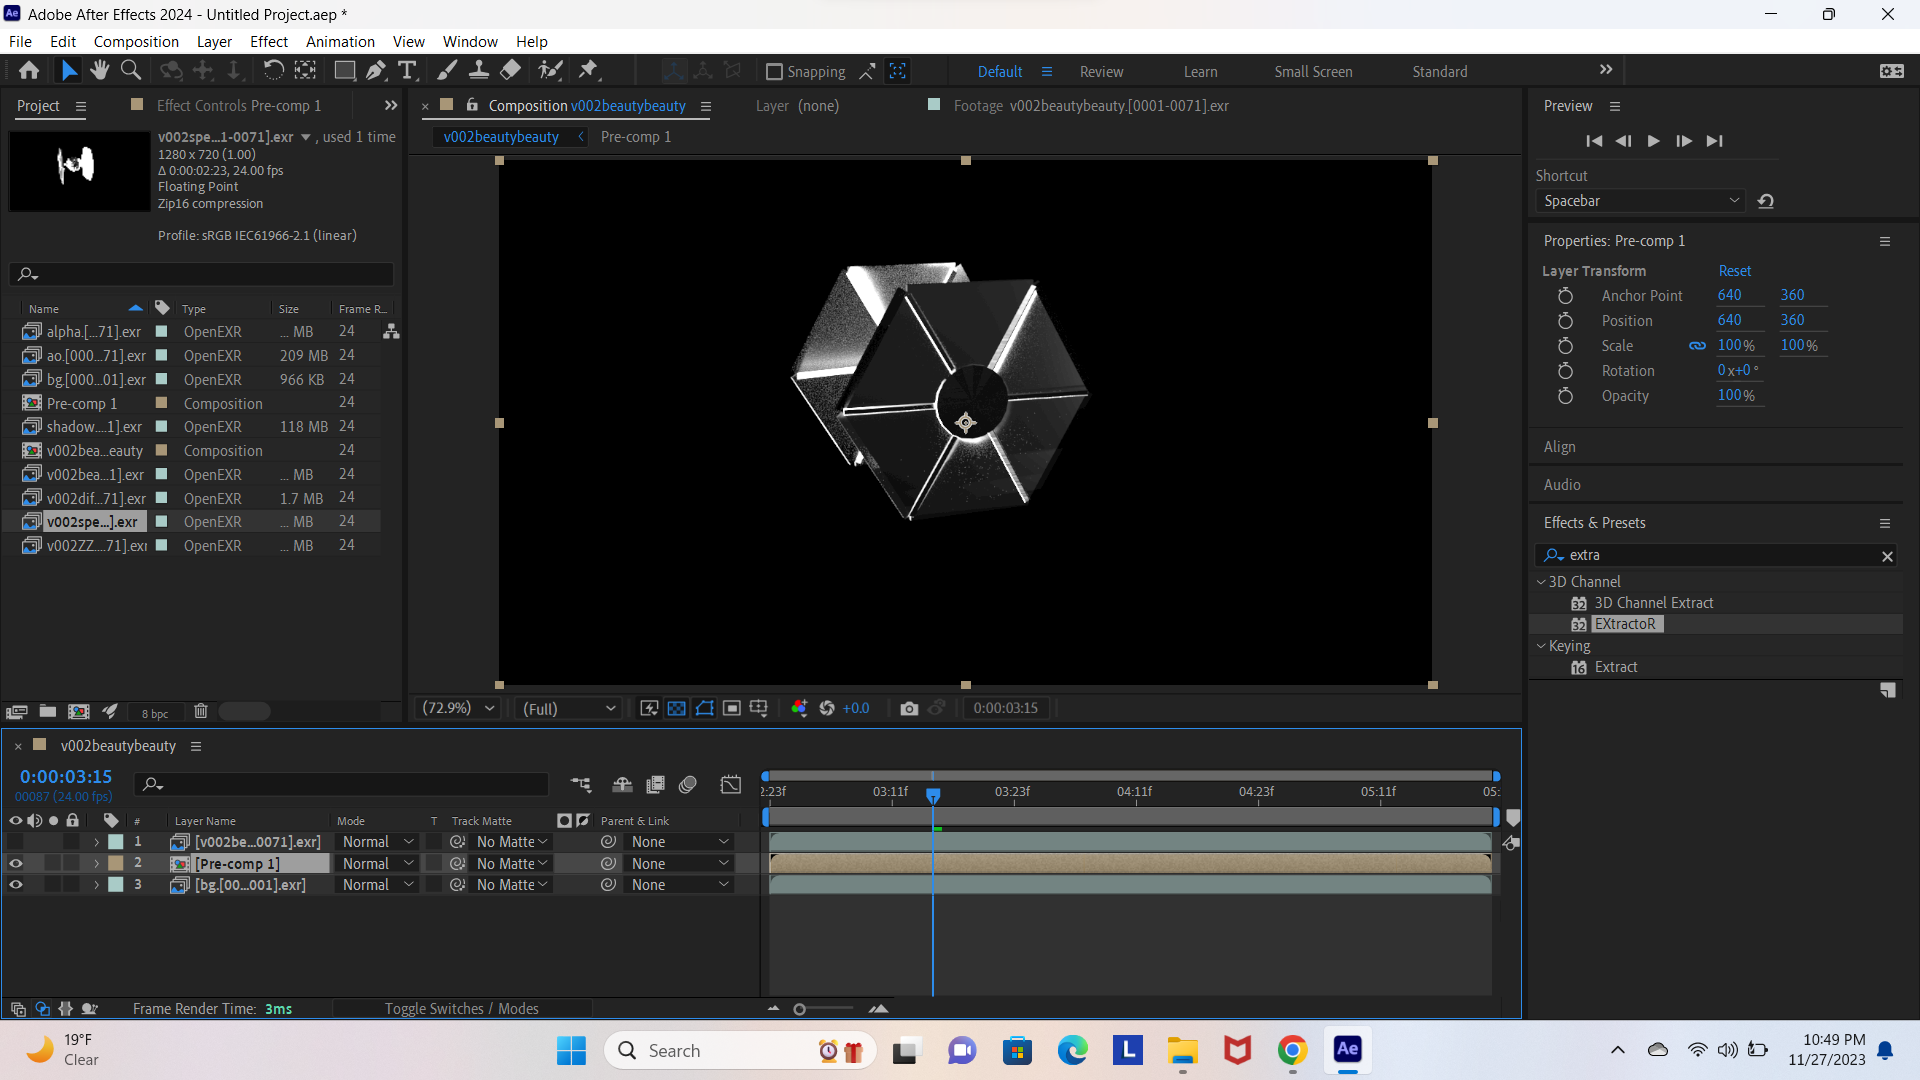 Adobe After Effects 2024 - Untitled Project.aep *
File Edit Composition Layer Effect Animation View Window Help
Snapping Default Review Learn Small Screen Standard
Project Effect Controls Pre-comp 1
Composition v002beautybeauty Layer (none) Footage v002beautybeauty.[0001-0071].exr
v002beautybeauty Pre-comp 1
v002spe...1-0071].exr , used 1 time
1280 x 720 (1.00)
Δ 0:00:02:23, 24.00 fps
Floating Point
Zip16 compression
Profile: sRGB IEC61966-2.1 (linear)
Name Type Size Frame R...
alpha.[...71].exr OpenEXR ... MB 24
ao.[000...71].exr OpenEXR 209 MB 24
bg.[000...01].exr OpenEXR 966 KB 24
Pre-comp 1 Composition 24
shadow....1].exr OpenEXR 118 MB 24
v002bea...eauty Composition 24
v002bea...1].exr OpenEXR ... MB 24
v002dif...71].exr OpenEXR 1.7 MB 24
v002spe...].exr OpenEXR ... MB 24
v002ZZ....71].exr OpenEXR ... MB 24
8 bpc
(72.9%) (Full) +0.0 0:00:03:15
Preview
Shortcut
Spacebar
Properties: Pre-comp 1
Layer Transform Reset
Anchor Point 640 360
Position 640 360
Scale 100% 100%
Rotation 0x+0°
Opacity 100%
Align
Audio
Effects & Presets
extra
3D Channel
32 3D Channel Extract
32 EXtractoR
Keying
16 Extract
v002beautybeauty
0:00:03:15
00087 (24.00 fps)
2:23f 03:11f 03:23f 04:11f 04:23f 05:11f 05:
# Layer Name Mode T Track Matte Parent & Link
1 [v002be...0071].exr] Normal No Matte None
2 [Pre-comp 1] Normal No Matte None
3 [bg.[00...001].exr] Normal No Matte None
Frame Render Time: 3ms Toggle Switches / Modes
19°F
Clear
Search
L
Ae
10:49 PM
11/27/2023